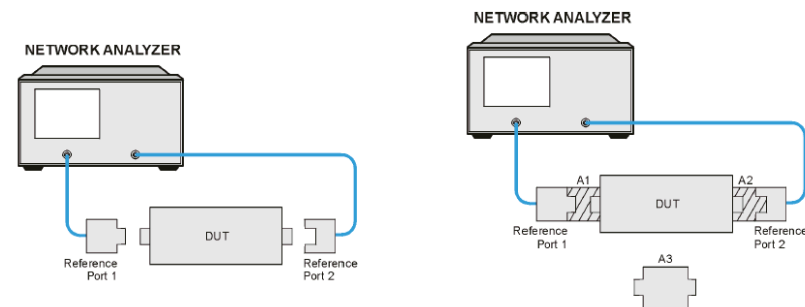 NETWORK ANALYZER
DUT
Reference
Port 1
Reference
Port 2
NETWORK ANALYZER
A1
A2
DUT
Reference
Port 1
Reference
Port 2
A3